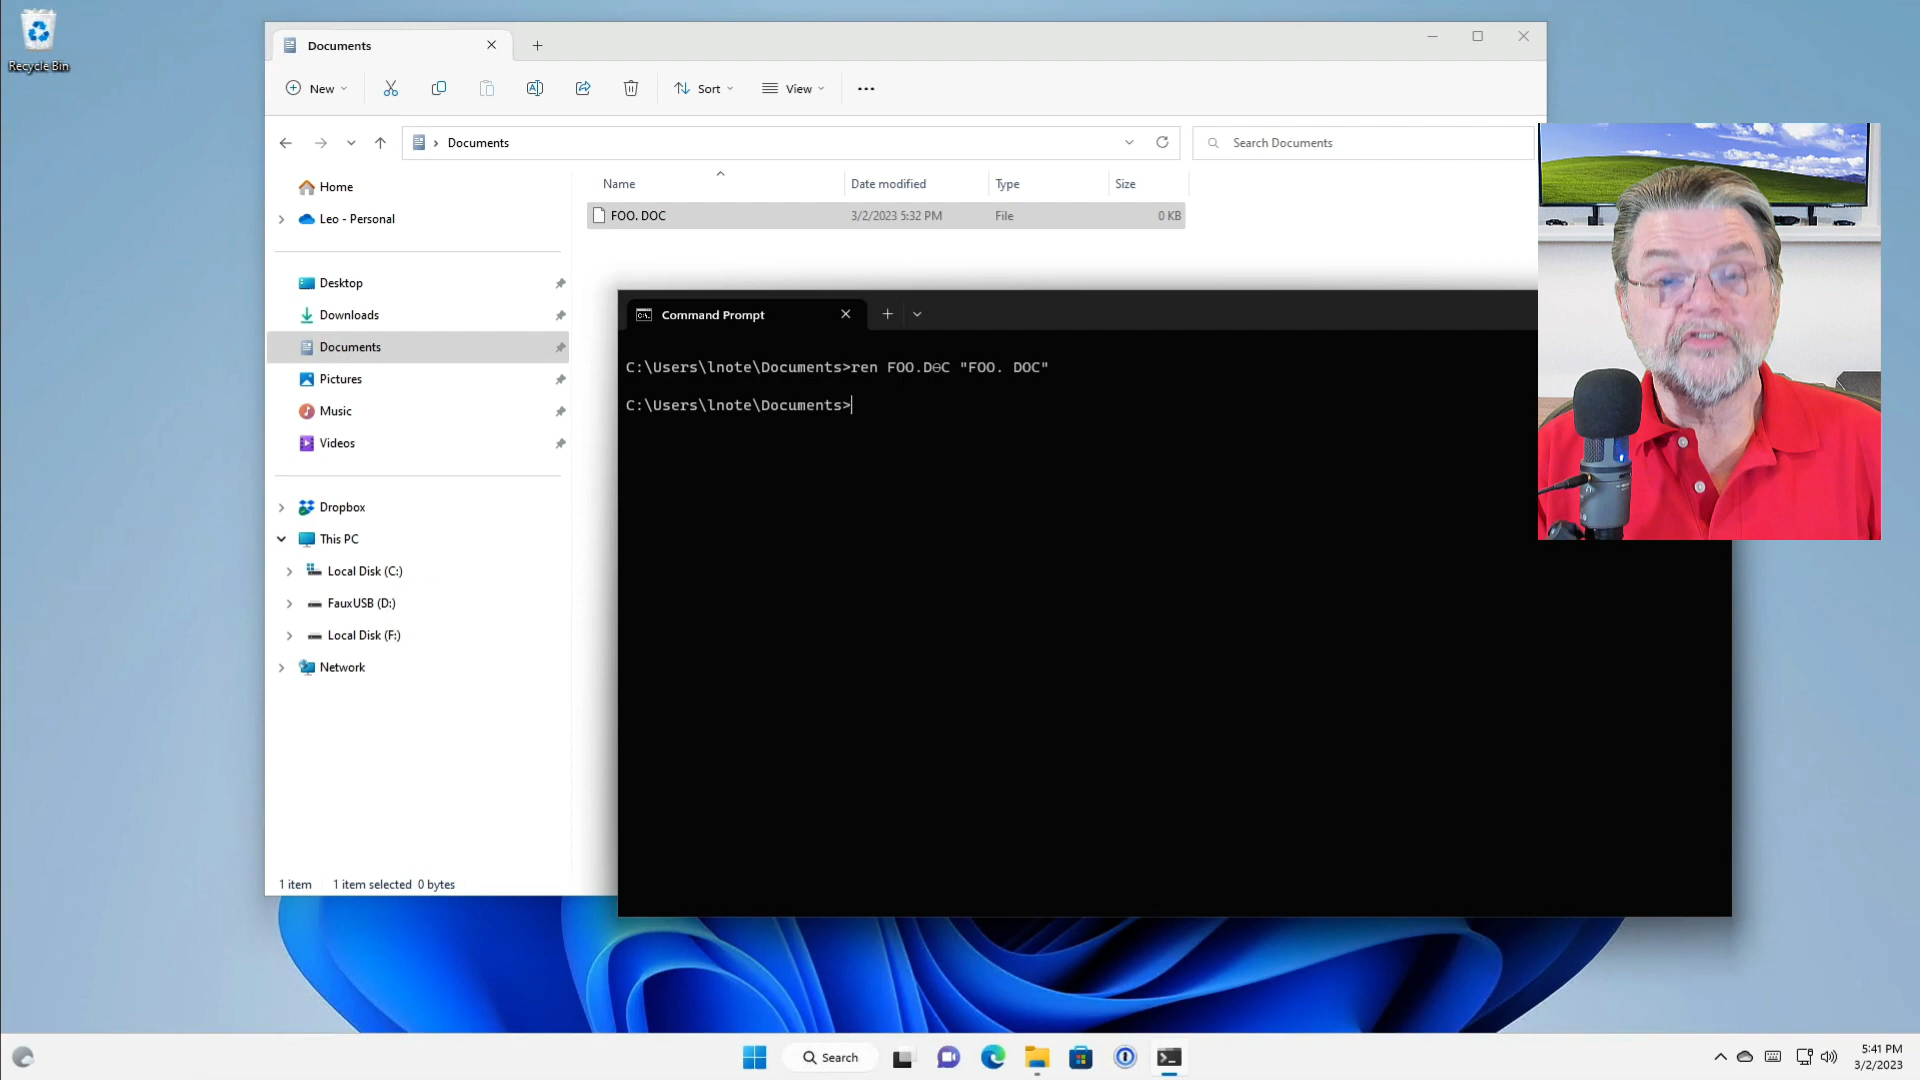 Recycle Bin
Documents
New
Sort
View
Documents
Search Documents
Name
Date modified
Type
Size
FOO. DOC
3/2/2023 5:32 PM
File
0 KB
Home
Leo - Personal
Desktop
Downloads
Documents
Pictures
Music
Videos
Dropbox
This PC
Local Disk (C:)
FauxUSB (D:)
Local Disk (F:)
Network
1 item
1 item selected 0 bytes
Command Prompt
C:\Users\lnote\Documents>ren FOO.DOC "FOO. DOC"
C:\Users\lnote\Documents>
Search
5:41 PM
3/2/2023